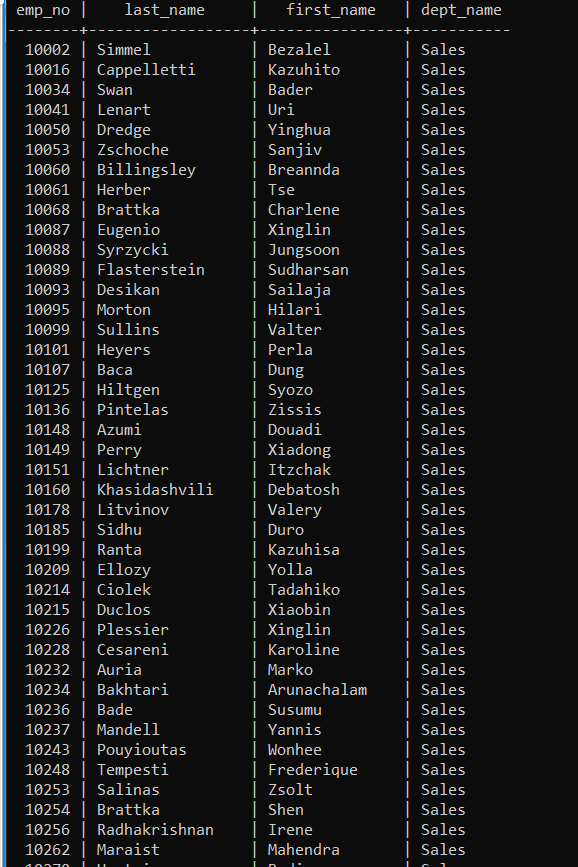 emp_no |    last_name     |   first_name   | dept_name
--------+------------------+----------------+-----------
10002 | Simmel | Bezalel | Sales
10016 | Cappelletti | Kazuhito | Sales
10034 | Swan | Bader | Sales
10041 | Lenart | Uri | Sales
10050 | Dredge | Yinghua | Sales
10053 | Zschoche | Sanjiv | Sales
10060 | Billingsley | Breannda | Sales
10061 | Herber | Tse | Sales
10068 | Brattka | Charlene | Sales
10087 | Eugenio | Xinglin | Sales
10088 | Syrzycki | Jungsoon | Sales
10089 | Flasterstein | Sudharsan | Sales
10093 | Desikan | Sailaja | Sales
10095 | Morton | Hilari | Sales
10099 | Sullins | Valter | Sales
10101 | Heyers | Perla | Sales
10107 | Baca | Dung | Sales
10125 | Hiltgen | Syozo | Sales
10136 | Pintelas | Zissis | Sales
10148 | Azumi | Douadi | Sales
10149 | Perry | Xiadong | Sales
10151 | Lichtner | Itzchak | Sales
10160 | Khasidashvili | Debatosh | Sales
10178 | Litvinov | Valery | Sales
10185 | Sidhu | Duro | Sales
10199 | Ranta | Kazuhisa | Sales
10209 | Ellozy | Yolla | Sales
10214 | Ciolek | Tadahiko | Sales
10215 | Duclos | Xiaobin | Sales
10226 | Plessier | Xinglin | Sales
10228 | Cesareni | Karoline | Sales
10232 | Auria | Marko | Sales
10234 | Bakhtari | Arunachalam | Sales
10236 | Bade | Susumu | Sales
10237 | Mandell | Yannis | Sales
10243 | Pouyioutas | Wonhee | Sales
10248 | Tempesti | Frederique | Sales
10253 | Salinas | Zsolt | Sales
10254 | Brattka | Shen | Sales
10256 | Radhakrishnan | Irene | Sales
10262 | Maraist | Mahendra | Sales